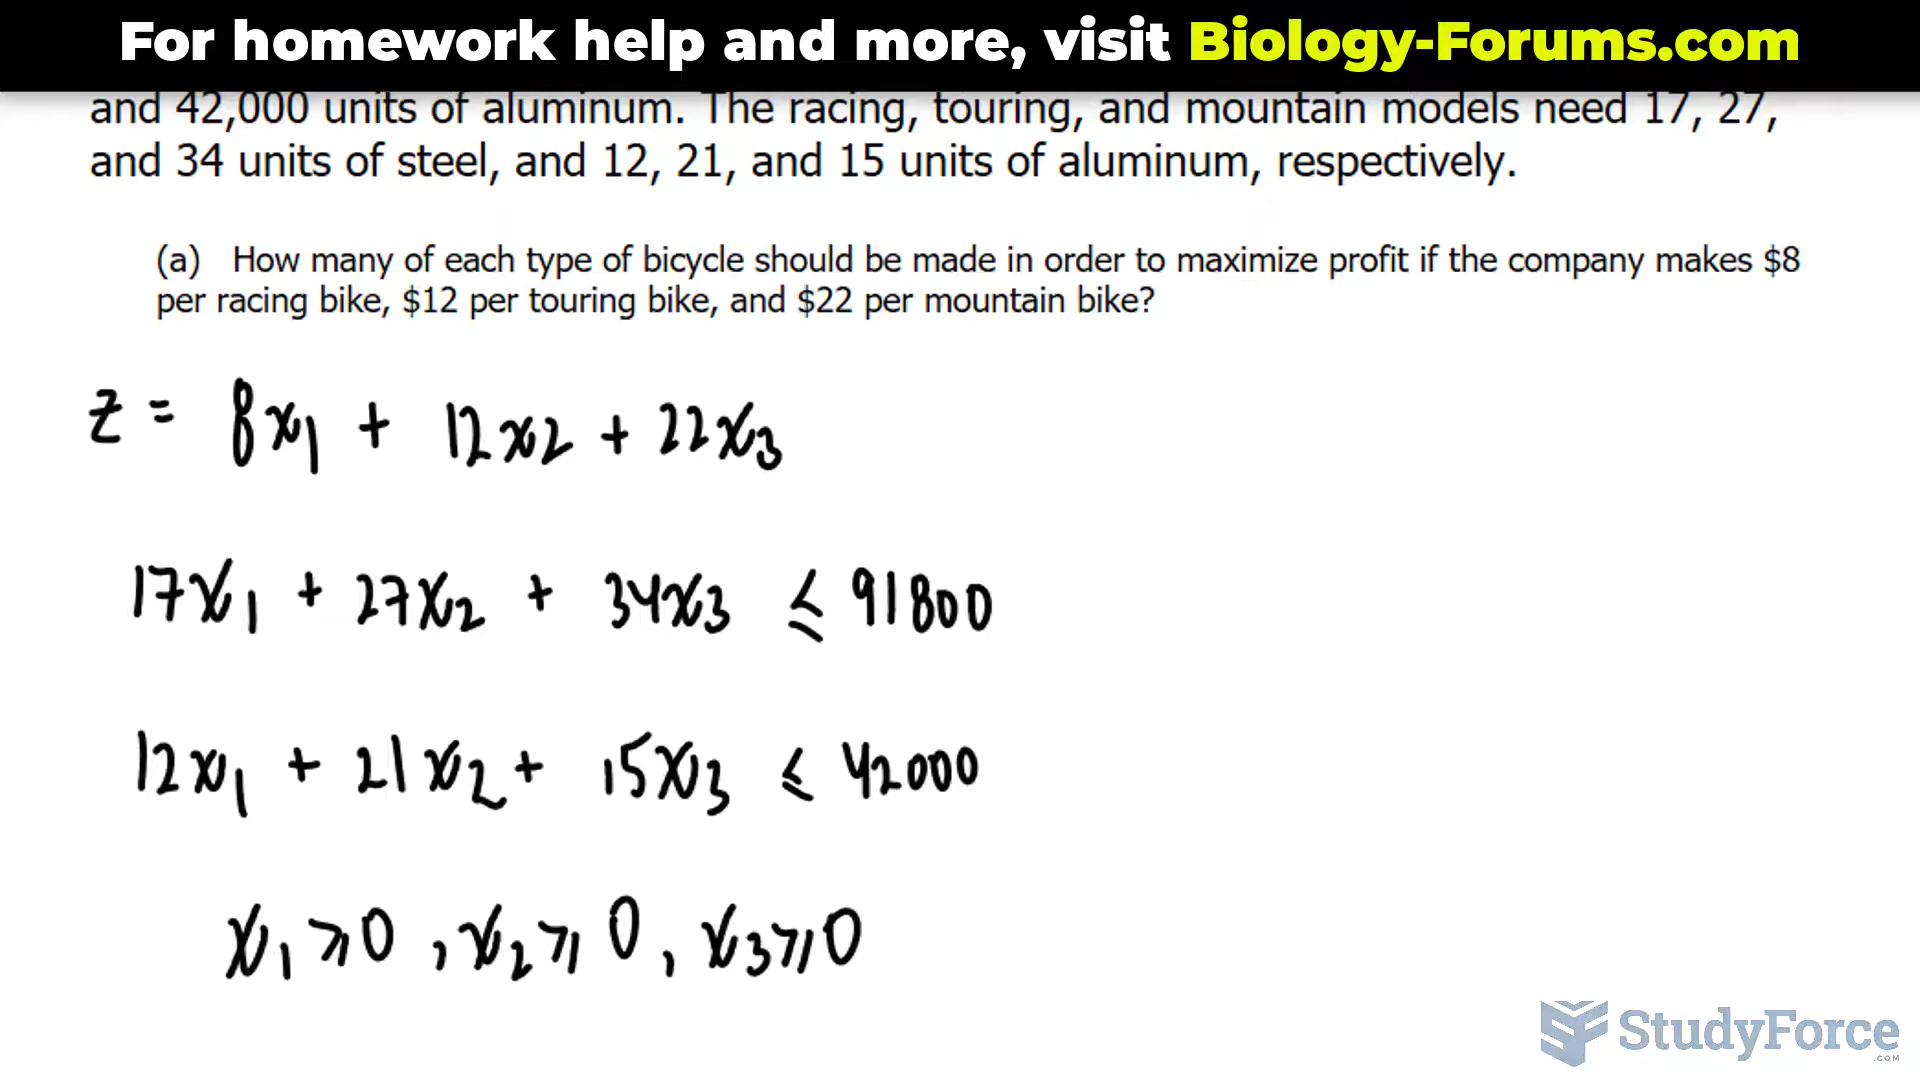 For homework help and more, visit Biology-Forums.com
and 42,000 units of aluminum. The racing, touring, and mountain models need 17, 27,
and 34 units of steel, and 12, 21, and 15 units of aluminum, respectively.
(a) How many of each type of bicycle should be made in order to maximize profit if the company makes $8
per racing bike, $12 per touring bike, and $22 per mountain bike?
z = 8x1 + 12x2 + 22x3
17x1 + 27x2 + 34x3 ≤ 91800
12x1 + 21x2 + 15x3 ≤ 42000
x1 ≥ 0, x2 ≥ 0, x3 ≥ 0
StudyForce
.COM